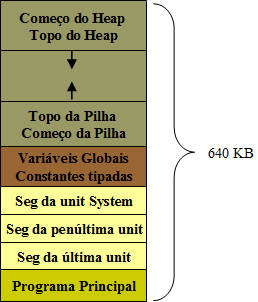 Começo do Heap
Topo do Heap
Topo da Pilha
Começo da Pilha
Variáveis Globais
Constantes tipadas
Seg da unit System
Seg da penúltima unit
Seg da última unit
Programa Principal
640 KB